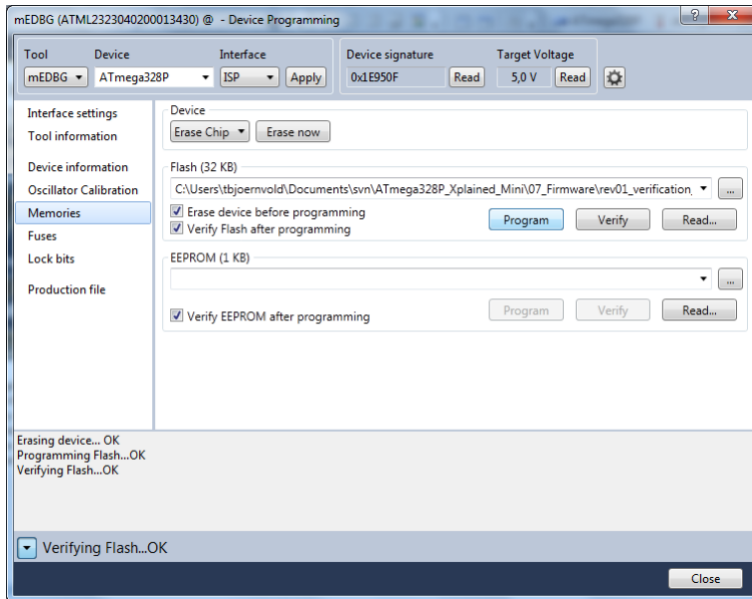 mEDBG (ATML2323040200013430) @  - Device Programming
Tool Device Interface Device signature Target Voltage
mEDBG ATmega328P ISP Apply 0x1E950F Read 5,0 V Read
Interface settings
Tool information
Device information
Oscillator Calibration
Memories
Fuses
Lock bits
Production file
Device
Erase Chip Erase now
Flash (32 KB)
C:\Users\tbjoernvold\Documents\svn\ATmega328P_Xplained_Mini\07_Firmware\rev01_verification_ ...
Erase device before programming
Verify Flash after programming
Program Verify Read...
EEPROM (1 KB)
...
Verify EEPROM after programming
Program Verify Read...
Erasing device... OK
Programming Flash...OK
Verifying Flash...OK
Verifying Flash...OK
Close